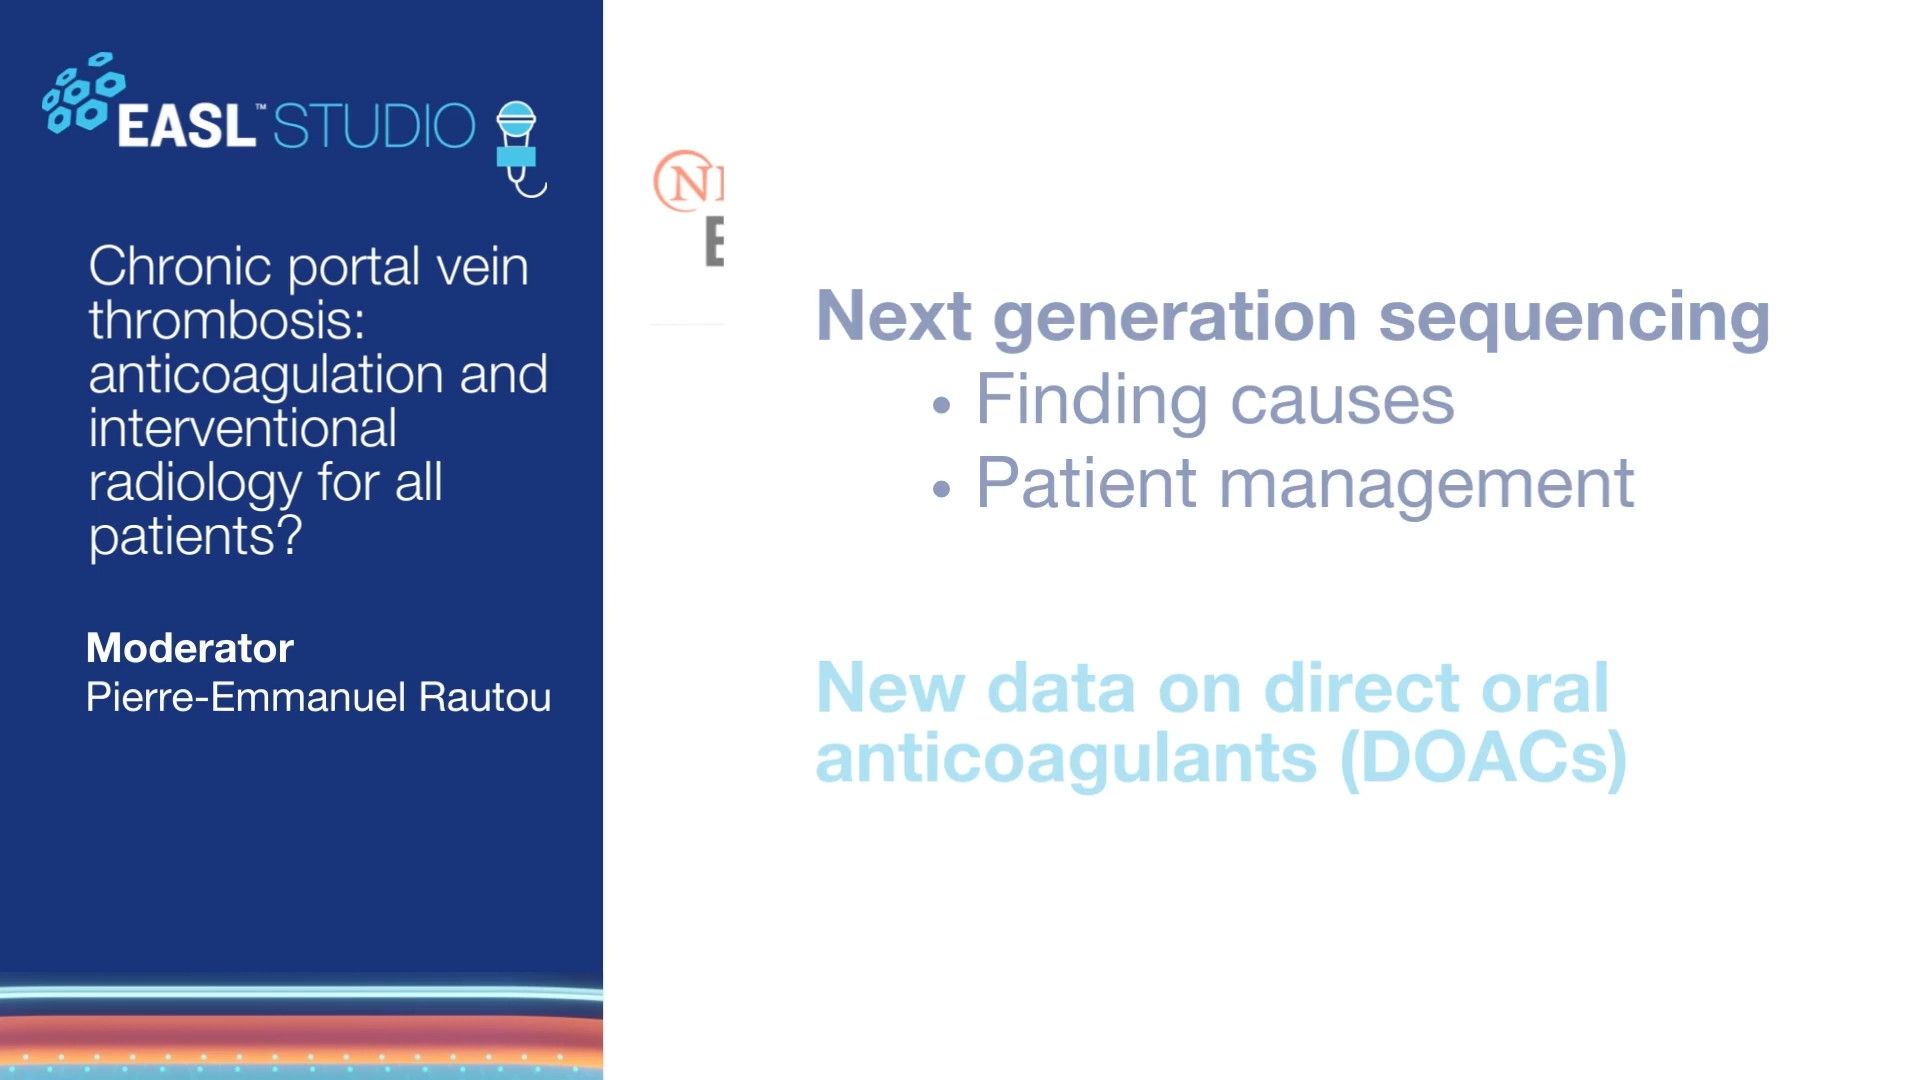 EASL™ STUDIO
Chronic portal vein
thrombosis:
anticoagulation and
interventional
radiology for all
patients?
Moderator
Pierre-Emmanuel Rautou
Next generation sequencing
• Finding causes
• Patient management
New data on direct oral
anticoagulants (DOACs)